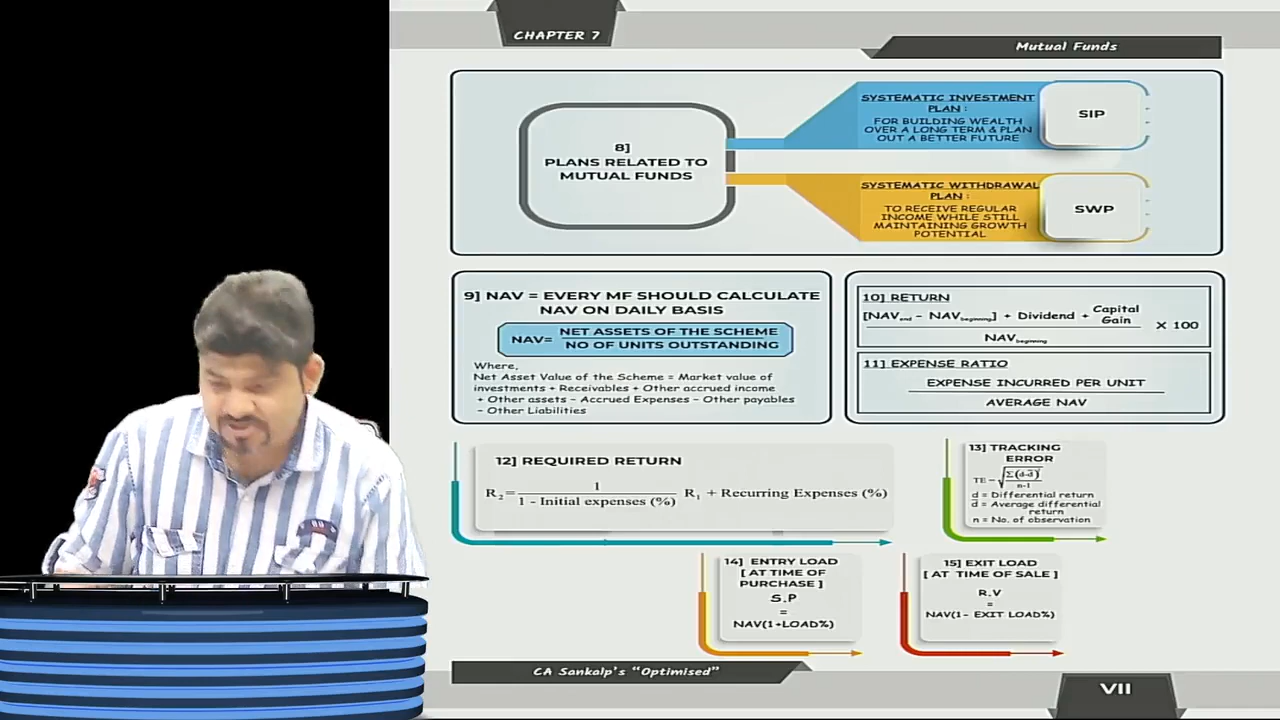 CHAPTER 7
Mutual Funds
8]
PLANS RELATED TO
MUTUAL FUNDS
SYSTEMATIC INVESTMENT
PLAN :
FOR BUILDING WEALTH
OVER A LONG TERM & PLAN
OUT A BETTER FUTURE
SIP
SYSTEMATIC WITHDRAWAL
PLAN :
TO RECEIVE REGULAR
INCOME WHILE STILL
MAINTAINING GROWTH
POTENTIAL
SWP
9] NAV = EVERY MF SHOULD CALCULATE
NAV ON DAILY BASIS
NAV= NET ASSETS OF THE SCHEME
NO OF UNITS OUTSTANDING
Where,
Net Asset Value of the Scheme = Market value of
investments + Receivables + Other accrued income
+ Other assets - Accrued Expenses - Other payables
- Other Liabilities
10] RETURN
[NAVend - NAVbeginning] + Dividend + Capital Gain
X 100
NAVbeginning
11] EXPENSE RATIO
EXPENSE INCURRED PER UNIT
AVERAGE NAV
12] REQUIRED RETURN
R2= 1 R1 + Recurring Expenses (%)
1 - Initial expenses (%)
13] TRACKING
ERROR
TE = √Σ(d-d̄)²
n-1
d = Differential return
d̄ = Average differential
return
n = No. of observation
14] ENTRY LOAD
[ AT TIME OF
PURCHASE ]
S.P
=
NAV(1+LOAD%)
15] EXIT LOAD
[ AT TIME OF SALE ]
R.V
=
NAV(1- EXIT LOAD%)
CA Sankalp's "Optimised"
VII